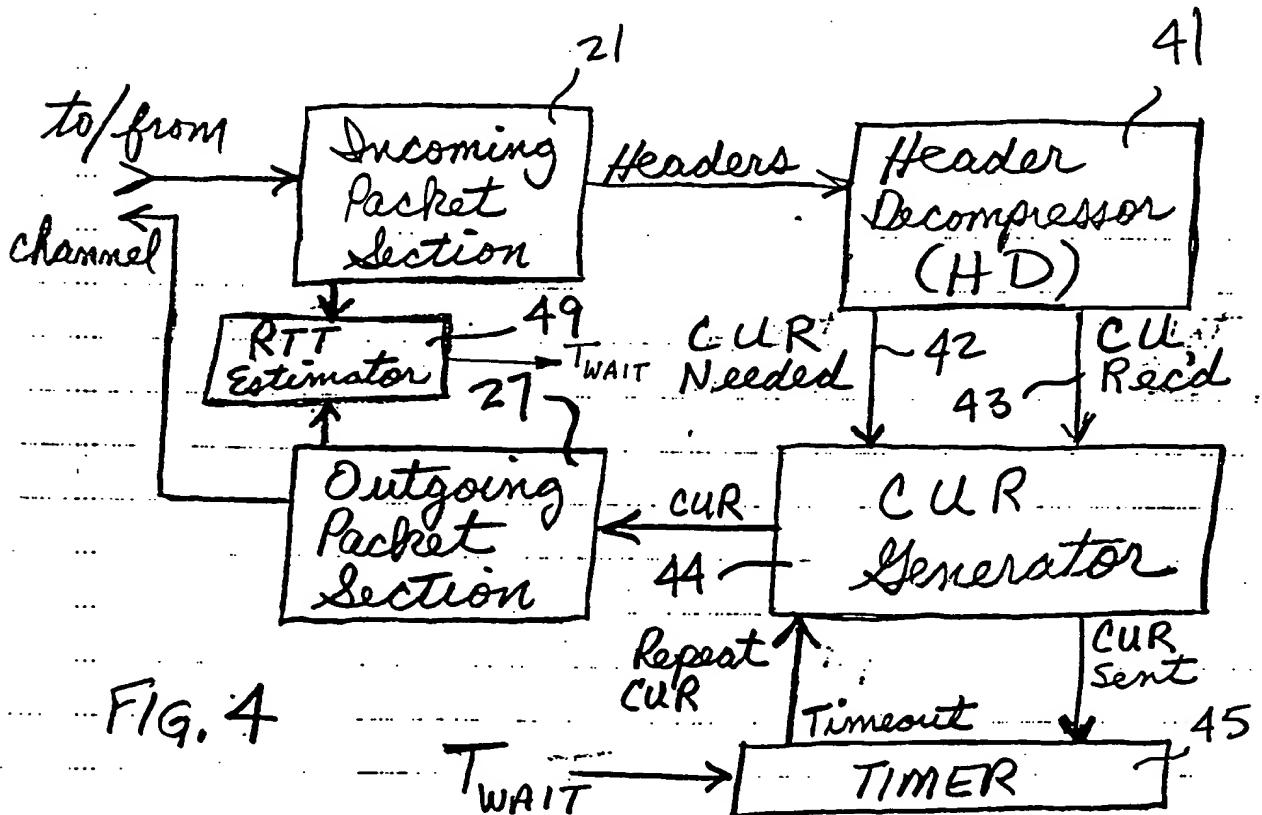 21
41
to/from
channel
Incoming
Packet
Section
Headers
Header
Decompressor
(HD)
RTT
Estimator
49
TWAIT
27
CUR
Needed
42
43
CU
Rec'd
Outgoing
Packet
Section
CUR
44
CUR
Generator
Repeat
CUR
Timeout
CUR
sent
45
FIG. 4
TWAIT
TIMER